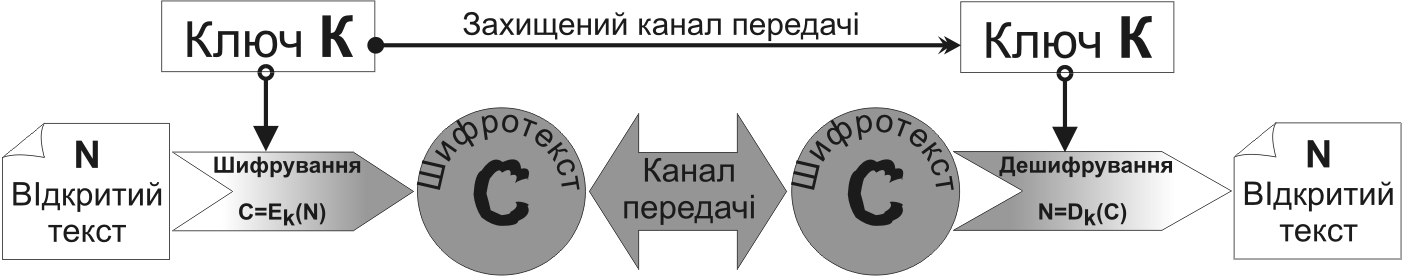 Ключ К
Захищений канал передачі
Ключ К
N
ВІдкритий
текст
Шифрування
C=Ek(N)
Шифротекст
C
Канал
передачі
Шифротекст
C
Дешифрування
N=Dk(C)
N
ВІдкритий
текст